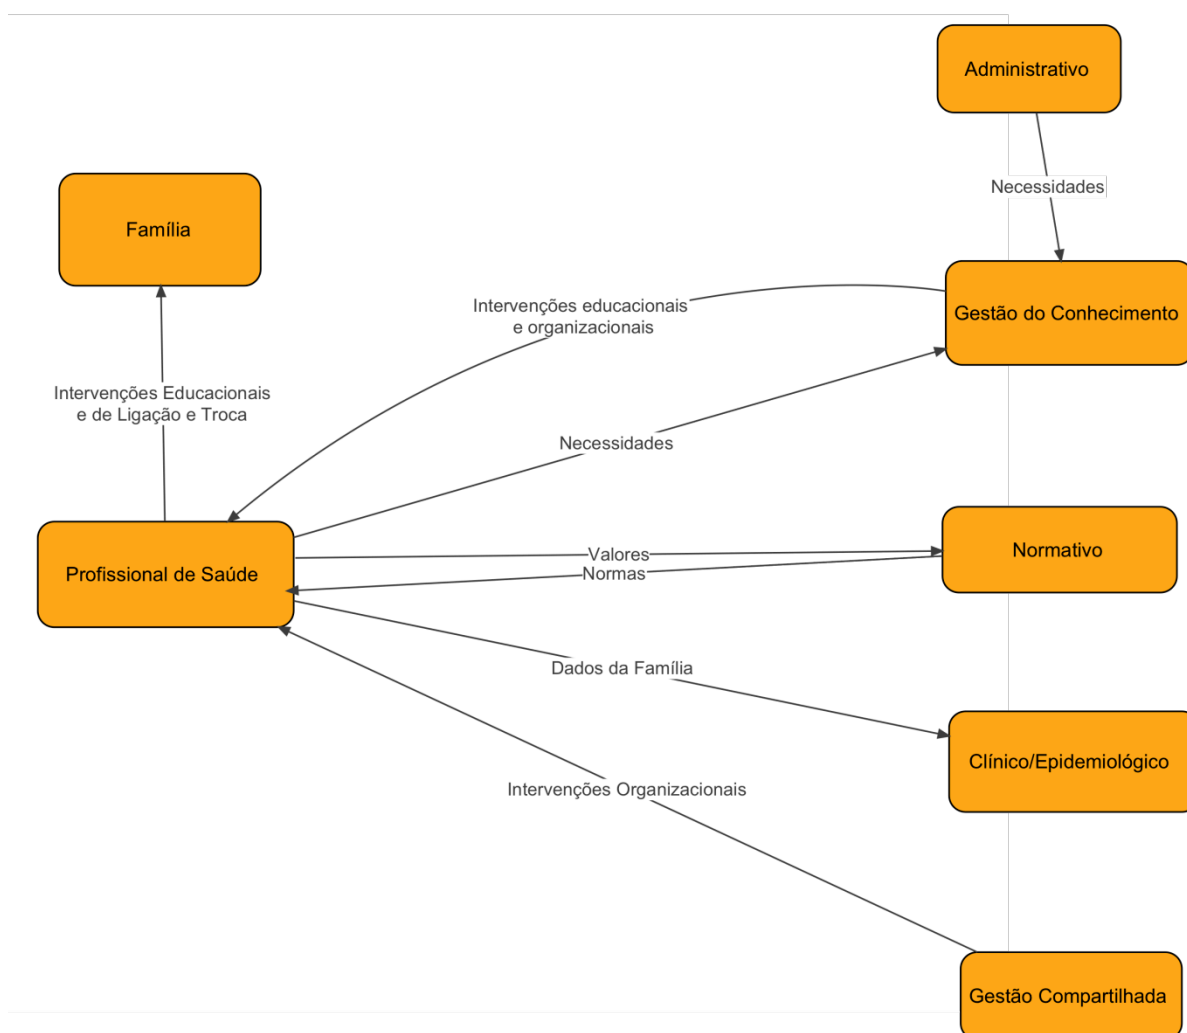 Administrativo
Necessidades
Família
Intervenções educacionais
e organizacionais
Gestão do Conhecimento
Intervenções Educacionais
e de Ligação e Troca
Necessidades
Profissional de Saúde
Valores
Normas
Normativo
Dados da Família
Clínico/Epidemiológico
Intervenções Organizacionais
Gestão Compartilhada